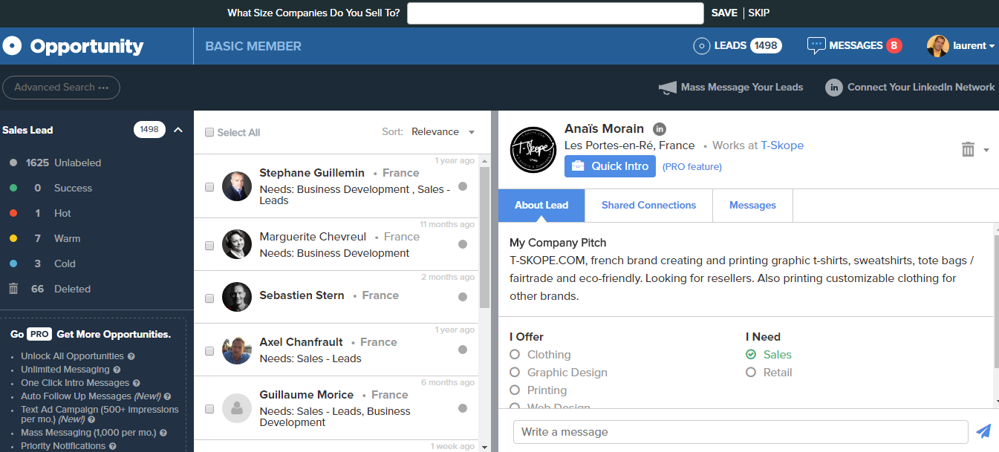 What Size Companies Do You Sell To?
SAVE | SKIP
Opportunity
BASIC MEMBER
LEADS 1498
MESSAGES 8
laurent
Advanced Search •••
Mass Message Your Leads
in Connect Your LinkedIn Network
Sales Lead 1498
1625 Unlabeled
0 Success
1 Hot
7 Warm
3 Cold
66 Deleted
Go PRO Get More Opportunities.
• Unlock All Opportunities ?
• Unlimited Messaging ?
• One Click Intro Messages ?
• Auto Follow Up Messages (New!) ?
• Text Ad Campaign (500+ Impressions
per mo.) (New!) ?
• Mass Messaging (1,000 per mo.) ?
• Priority Notifications ?
Select All
Sort: Relevance
1 year ago
Stephane Guillemin • France
Needs: Business Development , Sales -
Leads
11 months ago
Marguerite Chevreul • France
Needs: Business Development
2 months ago
Sebastien Stern • France
1 year ago
Axel Chanfrault • France
Needs: Sales - Leads
6 months ago
Guillaume Morice • France
Needs: Sales - Leads, Business
Development
1 week ago
T-Skope
Anaïs Morain in
Les Portes-en-Ré, France • Works at T-Skope
Quick Intro (PRO feature)
About Lead
Shared Connections
Messages
My Company Pitch
T-SKOPE.COM, french brand creating and printing graphic t-shirts, sweatshirts, tote bags /
fairtrade and eco-friendly. Looking for resellers. Also printing customizable clothing for
other brands.
I Offer
Clothing
Graphic Design
Printing
Web Design
I Need
Sales
Retail
Write a message